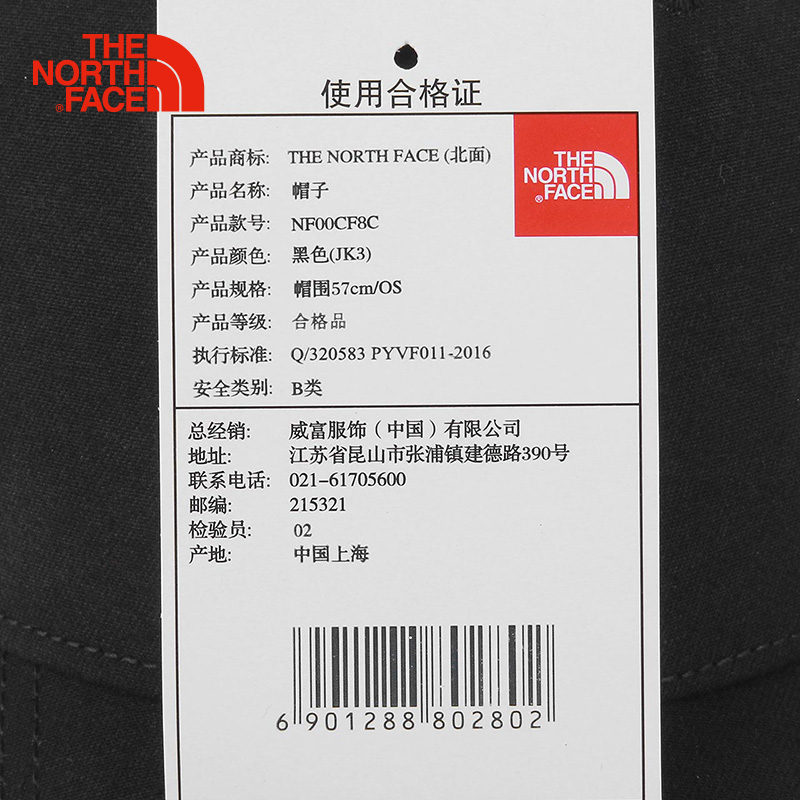 THE
NORTH
FACE
®
使用合格证
THE
NORTH
FACE
®
产品商标: THE NORTH FACE (北面)
产品名称: 帽子
产品款号: NF00CF8C
产品颜色: 黑色(JK3)
产品规格: 帽围57cm/OS
产品等级: 合格品
执行标准: Q/320583 PYVF011-2016
安全类别: B类
总经销: 威富服饰(中国)有限公司
地址: 江苏省昆山市张浦镇建德路390号
联系电话: 021-61705600
邮编: 215321
检验员: 02
产地: 中国上海
6 901288 802802